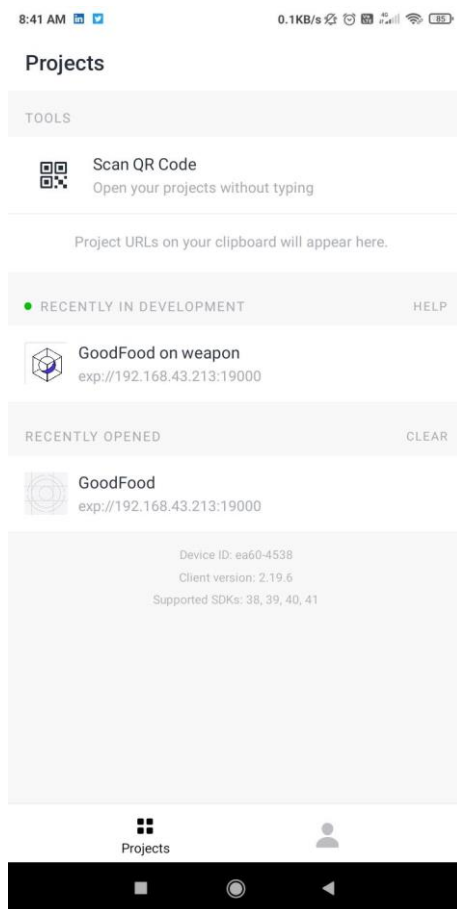 8:41 AM 0.1KB/s 4G 85
Projects
TOOLS
Scan QR Code
Open your projects without typing
Project URLs on your clipboard will appear here.
RECENTLY IN DEVELOPMENT HELP
GoodFood on weapon
exp://192.168.43.213:19000
RECENTLY OPENED CLEAR
GoodFood
exp://192.168.43.213:19000
Device ID: ea60-4538
Client version: 2.19.6
Supported SDKs: 38, 39, 40, 41
Projects